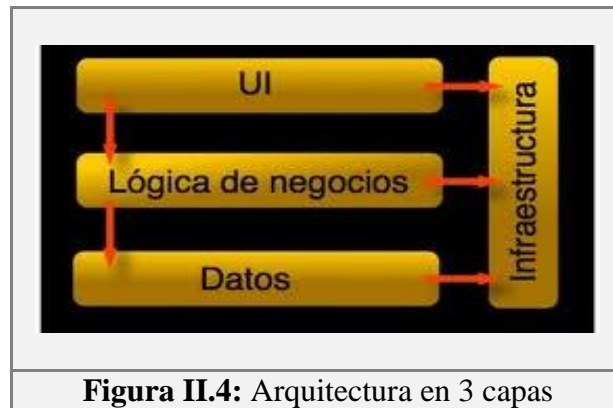 UI
Lógica de negocios
Datos
Infraestructura
Figura II.4: Arquitectura en 3 capas